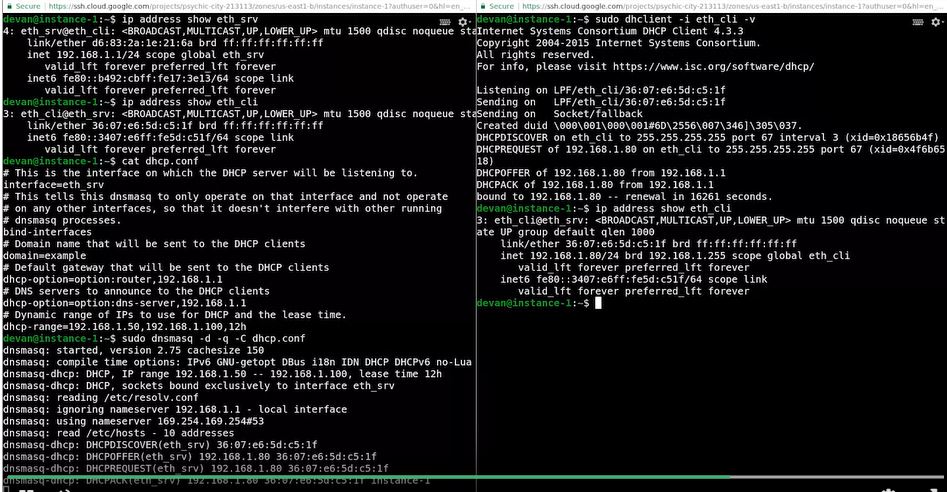 Secure https://ssh.cloud.google.com/projects/psychic-city-213113/zones/us-east1-b/instances/instance-1?authuser=0&hl=en_...
devan@instance-1:~$ ip address show eth_srv
4: eth_srv@eth_cli: <BROADCAST,MULTICAST,UP,LOWER_UP> mtu 1500 qdisc noqueue sta
link/ether d6:83:2a:1e:21:6a brd ff:ff:ff:ff:ff:ff
inet 192.168.1.1/24 scope global eth_srv
valid_lft forever preferred_lft forever
inet6 fe80::b492:cbff:fe17:3e13/64 scope link
valid_lft forever preferred_lft forever
devan@instance-1:~$ ip address show eth_cli
3: eth_cli@eth_srv: <BROADCAST,MULTICAST,UP,LOWER_UP> mtu 1500 qdisc noqueue sta
link/ether 36:07:e6:5d:c5:1f brd ff:ff:ff:ff:ff:ff
inet6 fe80::3407:e6ff:fe5d:c51f/64 scope link
valid_lft forever preferred_lft forever
devan@instance-1:~$ cat dhcp.conf
# This is the interface on which the DHCP server will be listening to.
interface=eth_srv
# This tells this dnsmasq to only operate on that interface and not operate
# on any other interfaces, so that it doesn't interfere with other running
# dnsmasq processes.
bind-interfaces
# Domain name that will be sent to the DHCP clients
domain=example
# Default gateway that will be sent to the DHCP clients
dhcp-option=option:router,192.168.1.1
# DNS servers to announce to the DHCP clients
dhcp-option=option:dns-server,192.168.1.1
# Dynamic range of IPs to use for DHCP and the lease time.
dhcp-range=192.168.1.50,192.168.1.100,12h
devan@instance-1:~$ sudo dnsmasq -d -q -C dhcp.conf
dnsmasq: started, version 2.75 cachesize 150
dnsmasq: compile time options: IPv6 GNU-getopt DBus i18n IDN DHCP DHCPv6 no-Lua
dnsmasq-dhcp: DHCP, IP range 192.168.1.50 -- 192.168.1.100, lease time 12h
dnsmasq-dhcp: DHCP, sockets bound exclusively to interface eth_srv
dnsmasq: reading /etc/resolv.conf
dnsmasq: ignoring nameserver 192.168.1.1 - local interface
dnsmasq: using nameserver 169.254.169.254#53
dnsmasq: read /etc/hosts - 10 addresses
dnsmasq-dhcp: DHCPDISCOVER(eth_srv) 36:07:e6:5d:c5:1f
dnsmasq-dhcp: DHCPOFFER(eth_srv) 192.168.1.80 36:07:e6:5d:c5:1f
dnsmasq-dhcp: DHCPREQUEST(eth_srv) 192.168.1.80 36:07:e6:5d:c5:1f
dnsmasq-dhcp: DHCPACK(eth_srv) 192.168.1.80 36:07:e6:5d:c5:1f instance-1
Secure https://ssh.cloud.google.com/projects/psychic-city-213113/zones/us-east1-b/instances/instance-1?authuser=0&hl=en_...
devan@instance-1:~$ sudo dhclient -i eth_cli -v
Internet Systems Consortium DHCP Client 4.3.3
Copyright 2004-2015 Internet Systems Consortium.
All rights reserved.
For info, please visit https://www.isc.org/software/dhcp/
Listening on LPF/eth_cli/36:07:e6:5d:c5:1f
Sending on   LPF/eth_cli/36:07:e6:5d:c5:1f
Sending on   Socket/fallback
Created duid \000\001\000\001#6D\2556\007\346]\305\037.
DHCPDISCOVER on eth_cli to 255.255.255.255 port 67 interval 3 (xid=0x18656b4f)
DHCPREQUEST of 192.168.1.80 on eth_cli to 255.255.255.255 port 67 (xid=0x4f6b65
18)
DHCPOFFER of 192.168.1.80 from 192.168.1.1
DHCPACK of 192.168.1.80 from 192.168.1.1
bound to 192.168.1.80 -- renewal in 16261 seconds.
devan@instance-1:~$ ip address show eth_cli
3: eth_cli@eth_srv: <BROADCAST,MULTICAST,UP,LOWER_UP> mtu 1500 qdisc noqueue st
ate UP group default qlen 1000
link/ether 36:07:e6:5d:c5:1f brd ff:ff:ff:ff:ff:ff
inet 192.168.1.80/24 brd 192.168.1.255 scope global eth_cli
valid_lft forever preferred_lft forever
inet6 fe80::3407:e6ff:fe5d:c51f/64 scope link
valid_lft forever preferred_lft forever
devan@instance-1:~$